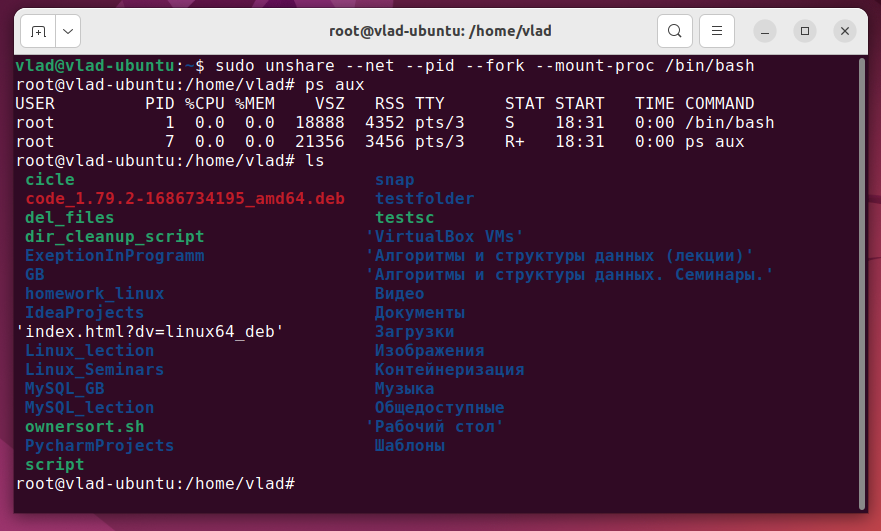 root@vlad-ubuntu: /home/vlad
vlad@vlad-ubuntu:~$ sudo unshare --net --pid --fork --mount-proc /bin/bash
root@vlad-ubuntu:/home/vlad# ps aux
USER         PID %CPU %MEM    VSZ   RSS TTY      STAT START   TIME COMMAND
root           1  0.0  0.0  18888  4352 pts/3    S    18:31   0:00 /bin/bash
root           7  0.0  0.0  21356  3456 pts/3    R+   18:31   0:00 ps aux
root@vlad-ubuntu:/home/vlad# ls
 cicle                              snap
 code_1.79.2-1686734195_amd64.deb   testfolder
 del_files                          testsc
 dir_cleanup_script                'VirtualBox VMs'
 ExeptionInProgramm                'Алгоритмы и структуры данных (лекции)'
 GB                                'Алгоритмы и структуры данных. Семинары.'
 homework_linux                     Видео
 IdeaProjects                       Документы
'index.html?dv=linux64_deb'         Загрузки
 Linux_lection                      Изображения
 Linux_Seminars                     Контейнеризация
 MySQL_GB                           Музыка
 MySQL_lection                      Общедоступные
 ownersort.sh                      'Рабочий стол'
 PycharmProjects                    Шаблоны
 script
root@vlad-ubuntu:/home/vlad#